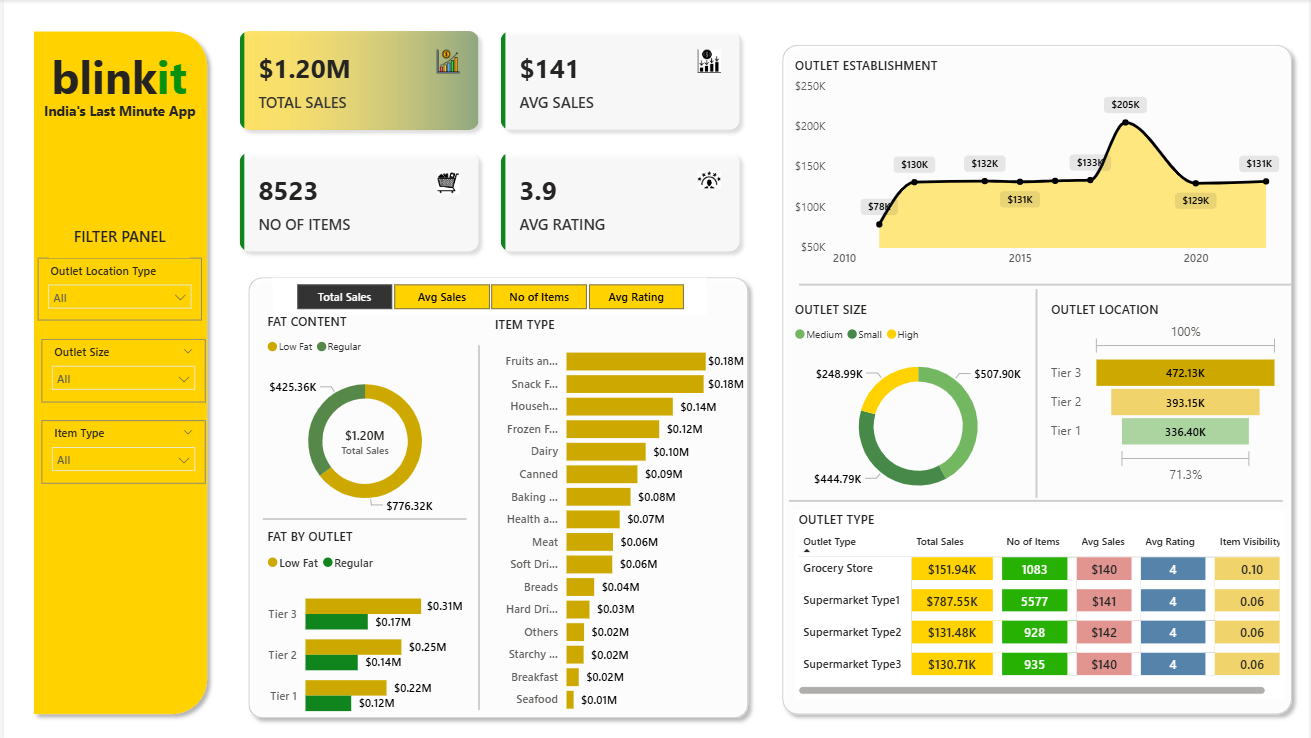 blinkit
India's Last Minute App
FILTER PANEL
Outlet Location Type
All
Outlet Size
All
Item Type
All
$1.20M
TOTAL SALES
$141
AVG SALES
8523
NO OF ITEMS
3.9
AVG RATING
Total Sales Avg Sales No of Items Avg Rating
FAT CONTENT
Low Fat Regular
$425.36K
$1.20M
Total Sales
$776.32K
FAT BY OUTLET
Low Fat Regular
Tier 3 $0.31M
$0.17M
Tier 2 $0.25M
$0.14M
Tier 1 $0.22M
$0.12M
ITEM TYPE
Fruits an... $0.18M
Snack F... $0.18M
Househ... $0.14M
Frozen F... $0.12M
Dairy $0.10M
Canned $0.09M
Baking ... $0.08M
Health a... $0.07M
Meat $0.06M
Soft Dri... $0.06M
Breads $0.04M
Hard Dri... $0.03M
Others $0.02M
Starchy ... $0.02M
Breakfast $0.02M
Seafood $0.01M
OUTLET ESTABLISHMENT
$250K
$200K
$150K
$100K
$50K
$78K
$130K
$132K
$131K
$133K
$205K
$129K
$131K
2010 2015 2020
OUTLET SIZE
Medium Small High
$248.99K
$507.90K
$444.79K
OUTLET LOCATION
100%
Tier 3 472.13K
Tier 2 393.15K
Tier 1 336.40K
71.3%
OUTLET TYPE
Outlet Type Total Sales No of Items Avg Sales Avg Rating Item Visibility
Grocery Store $151.94K 1083 $140 4 0.10
Supermarket Type1 $787.55K 5577 $141 4 0.06
Supermarket Type2 $131.48K 928 $142 4 0.06
Supermarket Type3 $130.71K 935 $140 4 0.06